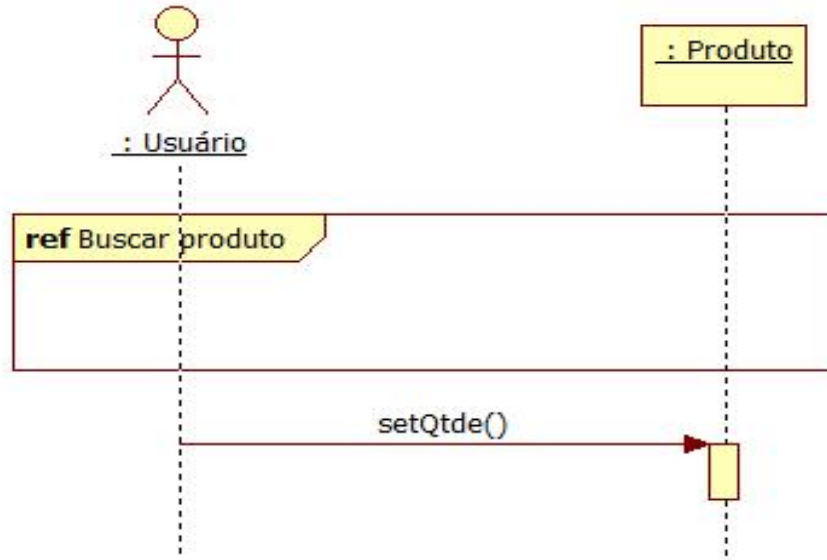 : Usuário
: Produto
ref Buscar produto
setQtde()